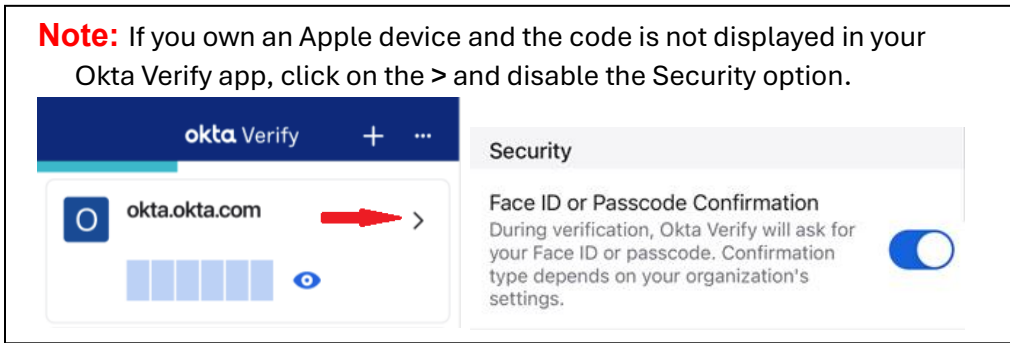 Note: If you own an Apple device and the code is not displayed in your
Okta Verify app, click on the > and disable the Security option.
okta Verify + ···
O okta.okta.com >
Security
Face ID or Passcode Confirmation
During verification, Okta Verify will ask for
your Face ID or passcode. Confirmation
type depends on your organization's
settings.